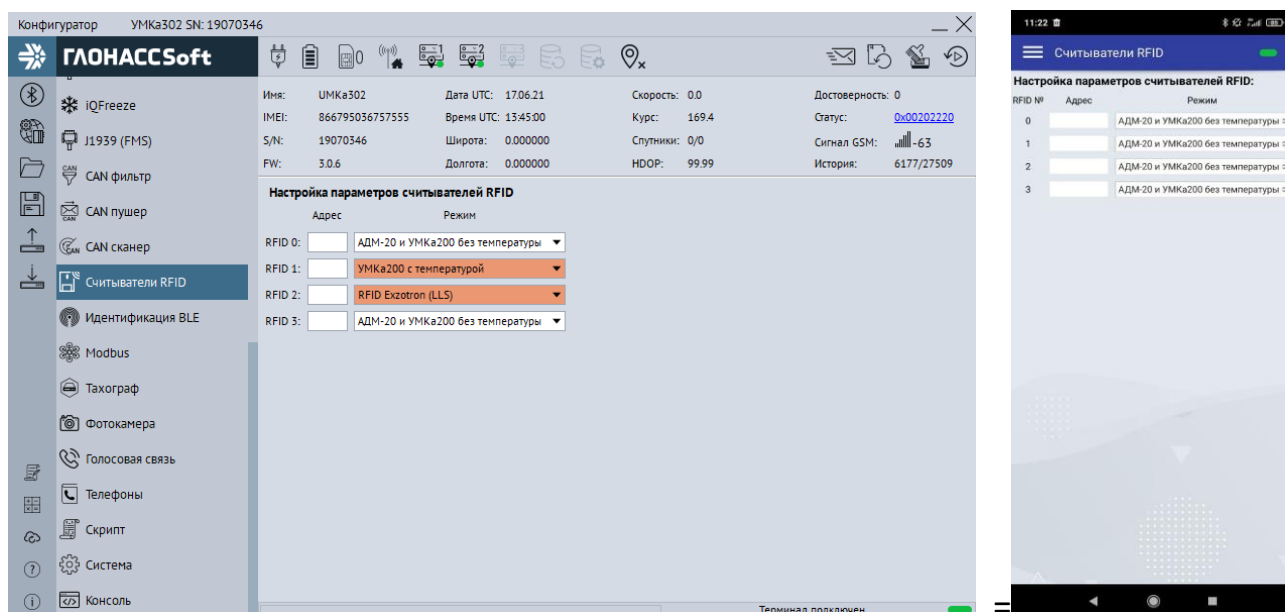 Конфигуратор УМКа302 SN: 19070346
ГЛОНАССSoft
0
1
2
x
iQFreeze
J1939 (FMS)
CAN фильтр
CAN пушер
CAN сканер
Считыватели RFID
Идентификация BLE
Modbus
Тахограф
Фотокамера
Голосовая связь
Телефоны
Скрипт
Система
Консоль
Имя: UMKa302 Дата UTC: 17.06.21 Скорость: 0.0 Достоверность: 0
IMEI: 866795036757555 Время UTC: 13:45:00 Курс: 169.4 Статус: 0x00202220
S/N: 19070346 Широта: 0.000000 Спутники: 0/0 Сигнал GSM: -63
FW: 3.0.6 Долгота: 0.000000 HDOP: 99.99 История: 6177/27509
Настройка параметров считывателей RFID
Адрес Режим
RFID 0: АДМ-20 и УМКа200 без температуры
RFID 1: УМКа200 с температурой
RFID 2: RFID Exzotron (LLS)
RFID 3: АДМ-20 и УМКа200 без температуры
Терминал подключен
=
11:22
Считыватели RFID
Настройка параметров считывателей RFID:
RFID № Адрес Режим
0 АДМ-20 и УМКа200 без температуры
1 АДМ-20 и УМКа200 без температуры
2 АДМ-20 и УМКа200 без температуры
3 АДМ-20 и УМКа200 без температуры